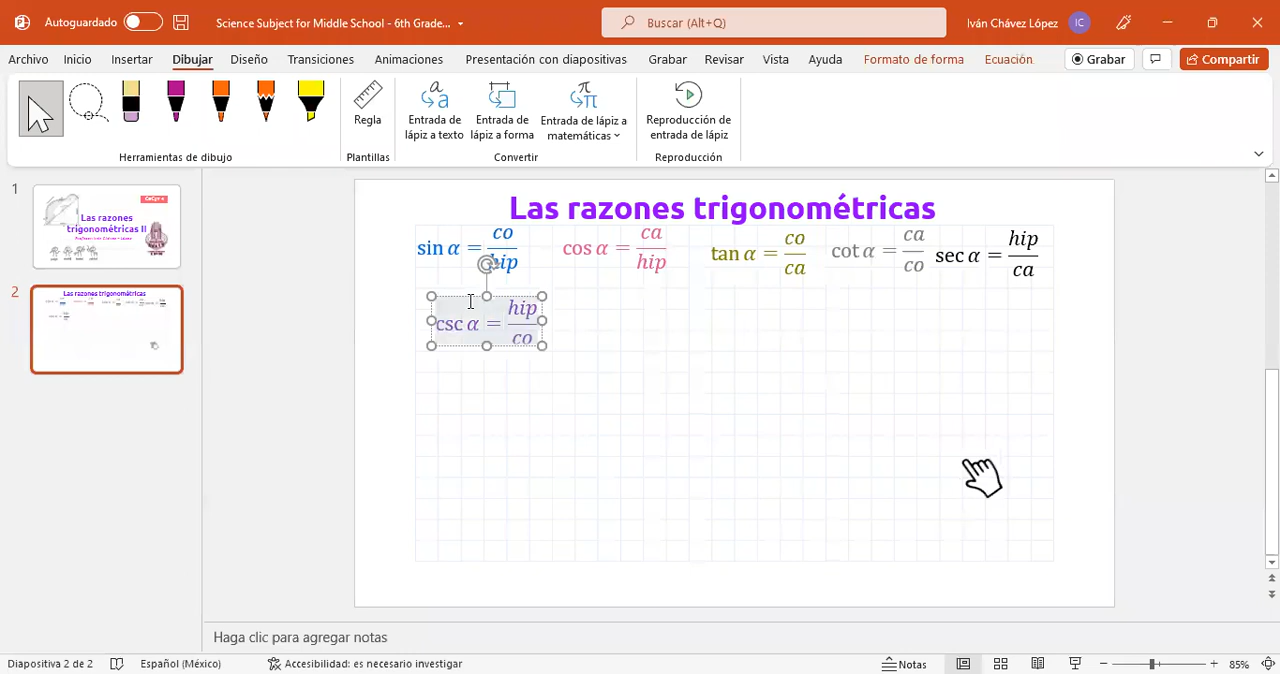 Autoguardado
Science Subject for Middle School - 6th Grade...
Buscar (Alt+Q)
Iván Chávez López
IC
Archivo
Inicio
Insertar
Dibujar
Diseño
Transiciones
Animaciones
Presentación con diapositivas
Grabar
Revisar
Vista
Ayuda
Formato de forma
Ecuación
Grabar
Compartir
Regla
Entrada de lápiz a texto
Entrada de lápiz a forma
Entrada de lápiz a matemáticas
Reproducción de entrada de lápiz
Herramientas de dibujo
Plantillas
Convertir
Reproducción
1
Las razones
trigonométricas II
2
Las razones trigonométricas
Las razones trigonométricas
sin α = co/hip
cos α = ca/hip
tan α = co/ca
cot α = ca/co
sec α = hip/ca
csc α = hip/co
Haga clic para agregar notas
Diapositiva 2 de 2
Español (México)
Accesibilidad: es necesario investigar
Notas
85%